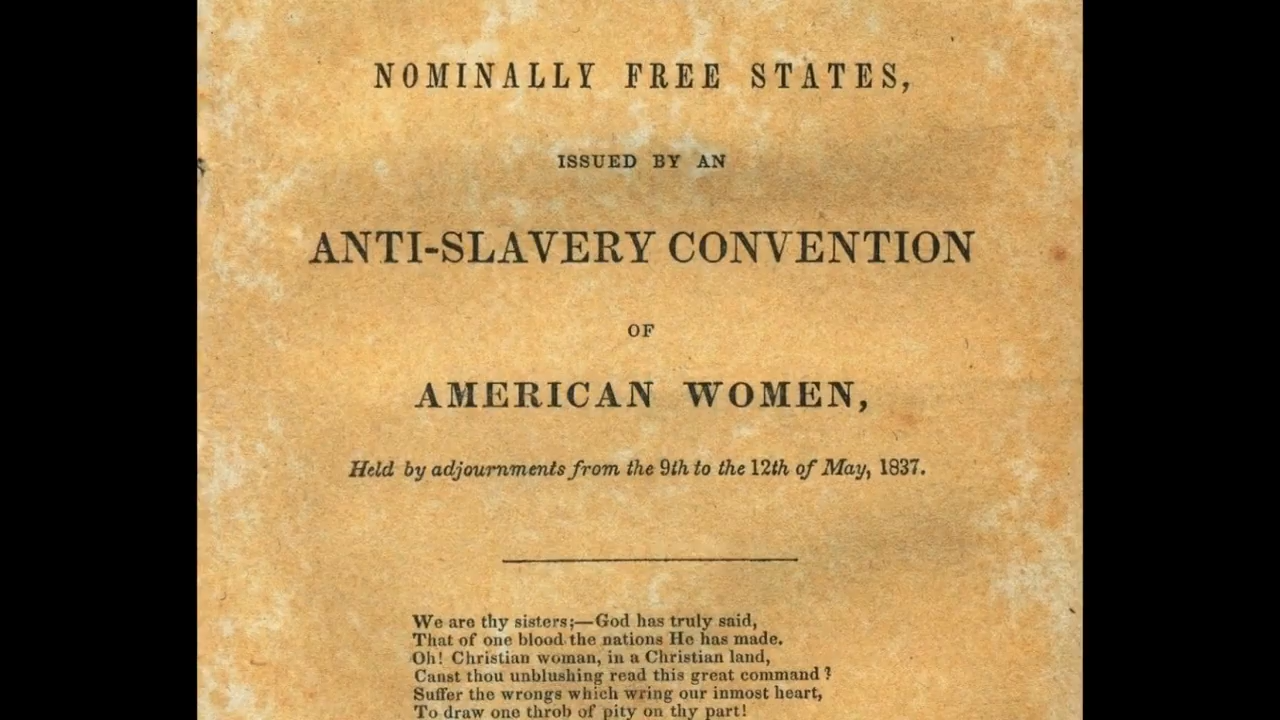 NOMINALLY FREE STATES,
ISSUED BY AN
ANTI-SLAVERY CONVENTION
OF
AMERICAN WOMEN,
Held by adjournments from the 9th to the 12th of May, 1837.
We are thy sisters;—God has truly said,
That of one blood the nations He has made.
Oh! Christian woman, in a Christian land,
Canst thou unblushing read this great command?
Suffer the wrongs which wring our inmost heart,
To draw one throb of pity on thy part!